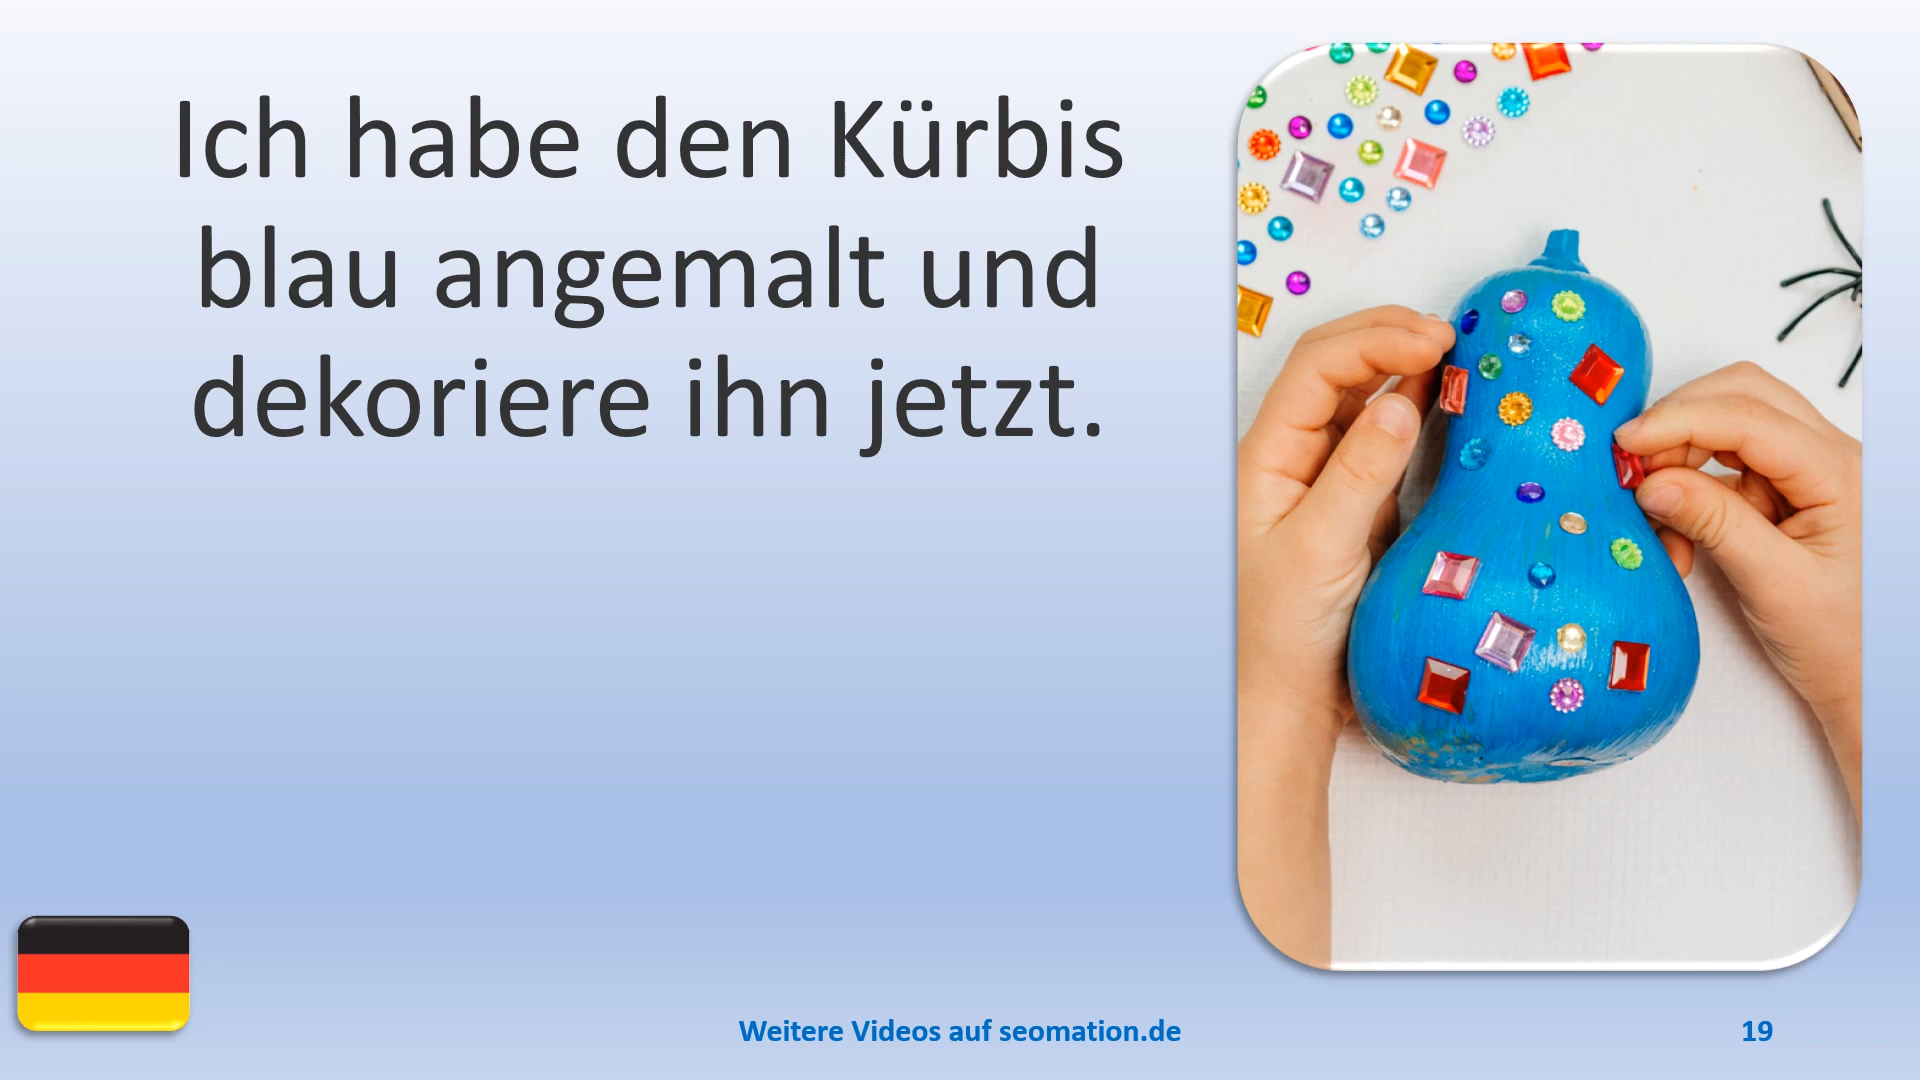 Ich habe den Kürbis
blau angemalt und
dekoriere ihn jetzt.
Weitere Videos auf seomation.de
19